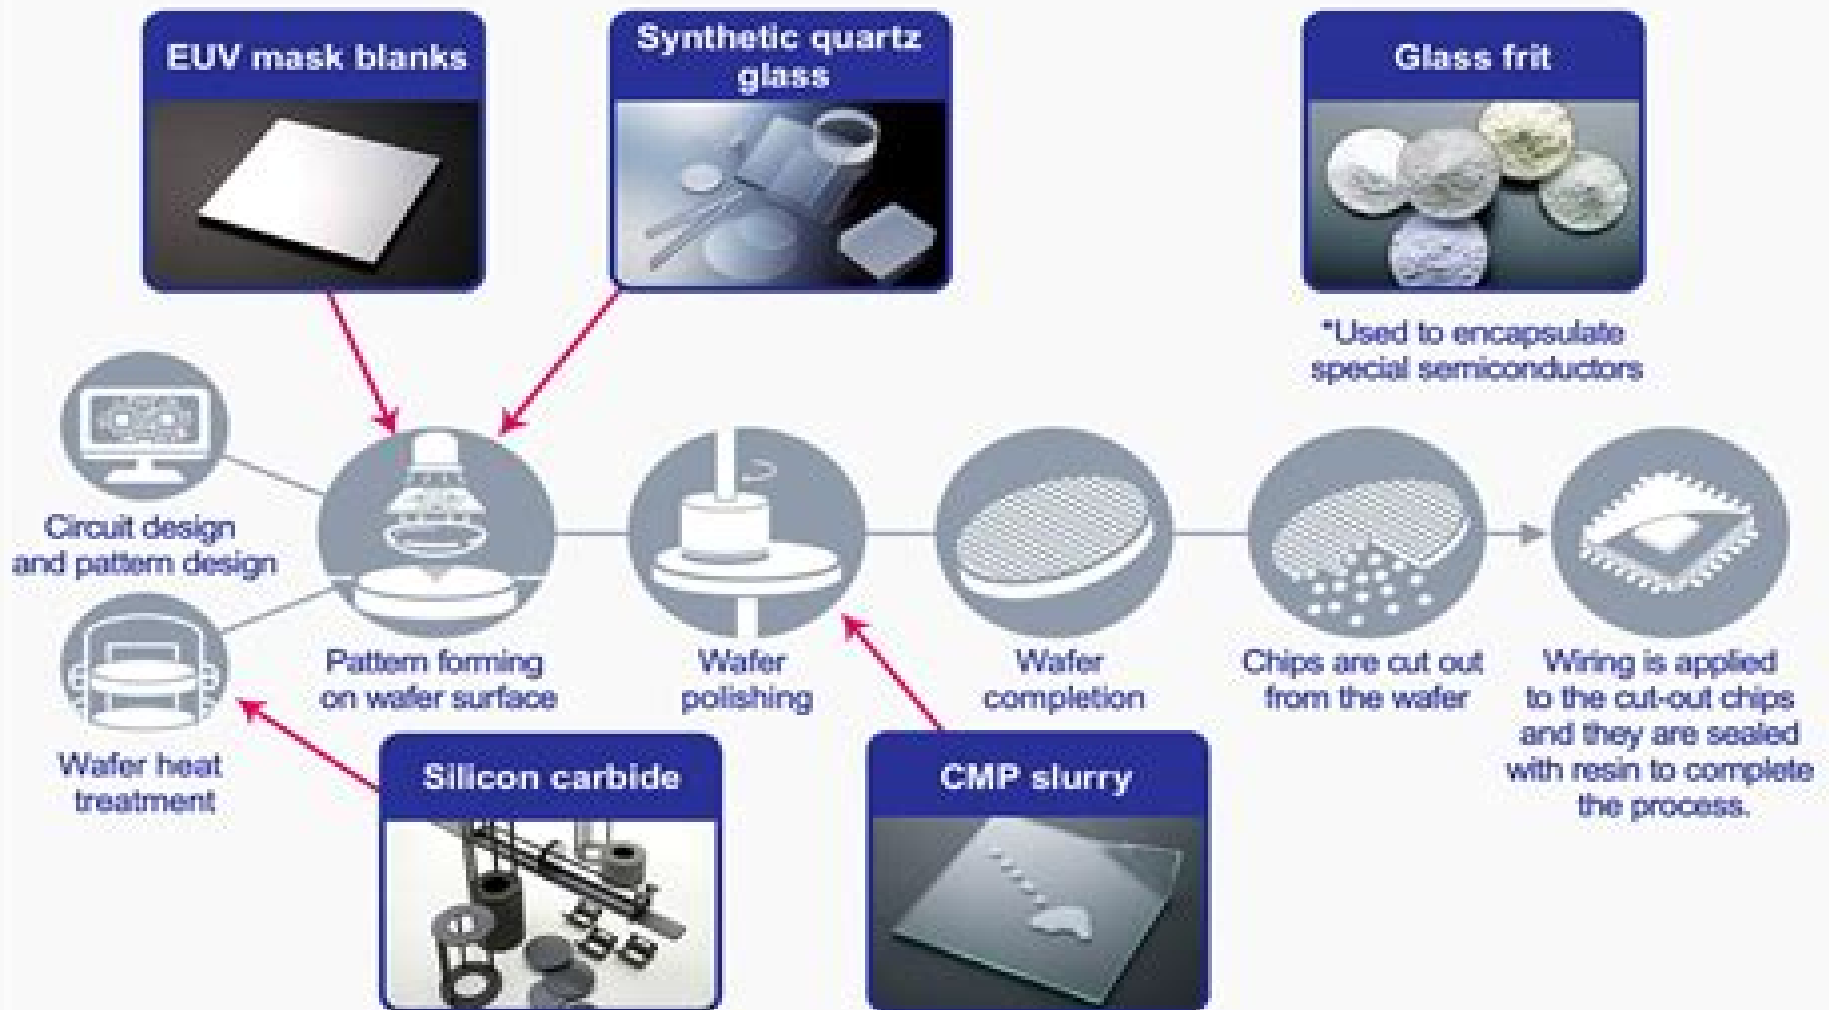 EUV mask blanks
Synthetic quartz
glass
Glass frit
*Used to encapsulate
special semiconductors
Circuit design
and pattern design
Wafer heat
treatment
Pattern forming
on wafer surface
Wafer
polishing
Wafer
completion
Chips are cut out
from the wafer
Wiring is applied
to the cut-out chips
and they are sealed
with resin to complete
the process.
Silicon carbide
CMP slurry